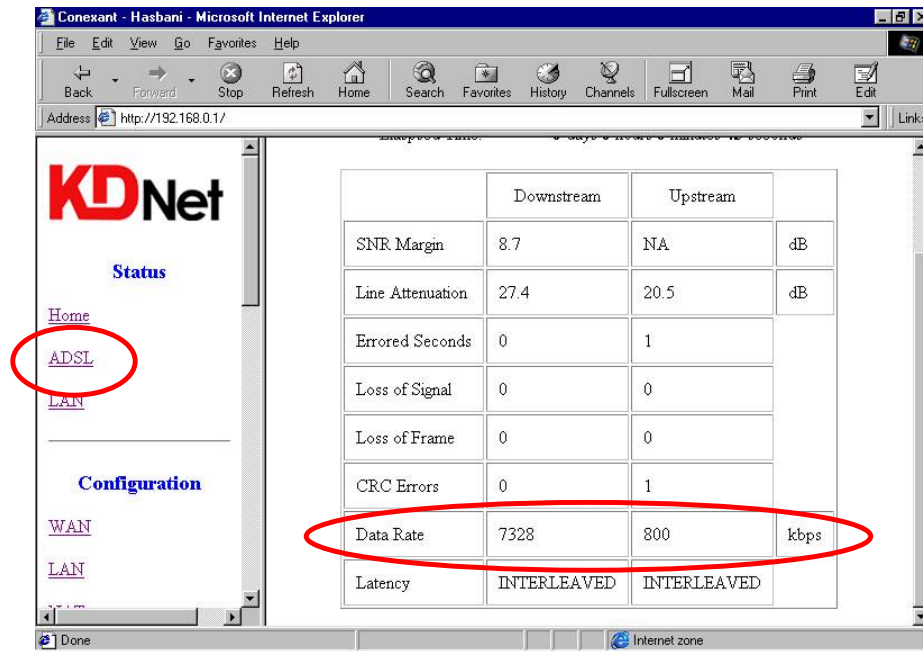 Conexant - Hasbani - Microsoft Internet Explorer
File Edit View Go Favorites Help
Back Forward Stop Refresh Home Search Favorites History Channels Fullscreen Mail Print Edit
Address http://192.168.0.1/ Links
KDNet
Status
Home
ADSL
LAN
Configuration
WAN
LAN
Downstream Upstream
SNR Margin 8.7 NA dB
Line Attenuation 27.4 20.5 dB
Errored Seconds 0 1
Loss of Signal 0 0
Loss of Frame 0 0
CRC Errors 0 1
Data Rate 7328 800 kbps
Latency INTERLEAVED INTERLEAVED
Done Internet zone